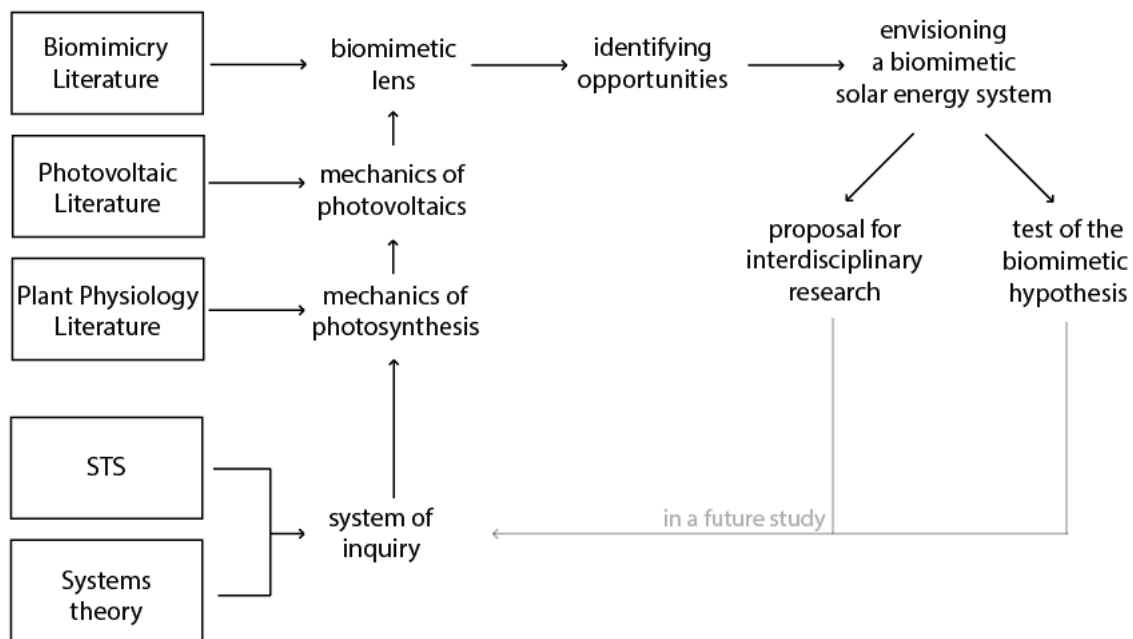 Biomimicry
Literature
biomimetic
lens
identifying
opportunities
envisioning
a biomimetic
solar energy system
Photovoltaic
Literature
mechanics of
photovoltaics
proposal for
interdisciplinary
research
test of the
biomimetic
hypothesis
Plant Physiology
Literature
mechanics of
photosynthesis
STS
system of
inquiry
in a future study
Systems
theory